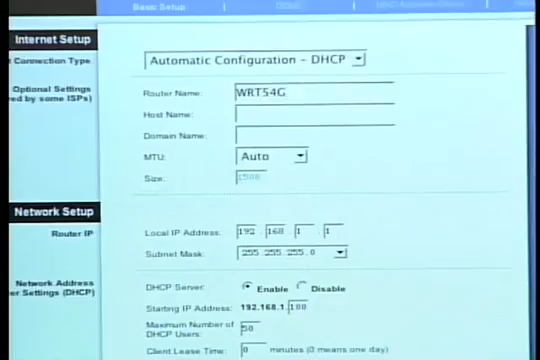 Basic Setup
Internet Setup
Connection Type
Automatic Configuration - DHCP
Optional Settings
ed by some ISPs)
Router Name: WRT54G
Host Name:
Domain Name:
MTU: Auto
Size: 1500
Network Setup
Router IP
Local IP Address: 192 . 168 . 1 . 1
Subnet Mask: 255.255.255.0
Network Address
er Settings (DHCP)
DHCP Server: Enable Disable
Starting IP Address: 192.168.1.100
Maximum Number of
DHCP Users: 50
Client Lease Time: 0 minutes (0 means one day)